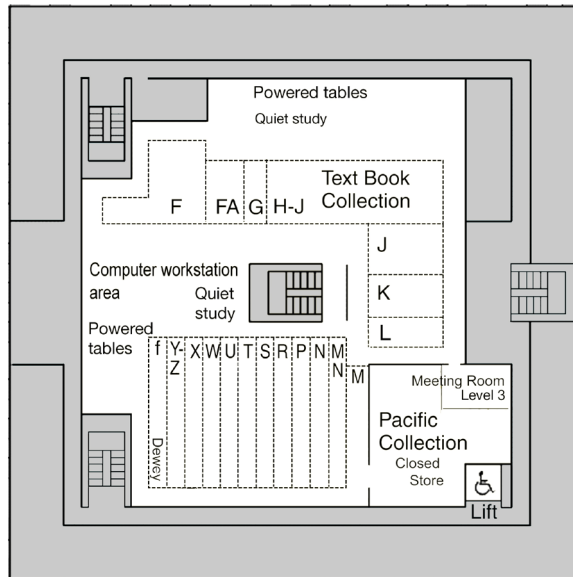 Powered tables
Quiet study
Text Book
Collection
F
FA
G
H-J
J
Computer workstation
area
Quiet
study
K
Powered
tables
L
f
Y-
Z
X
W
U
T
S
R
P
N
M
N
M
Meeting Room
Level 3
Pacific
Collection
Closed
Store
Dewey
Lift